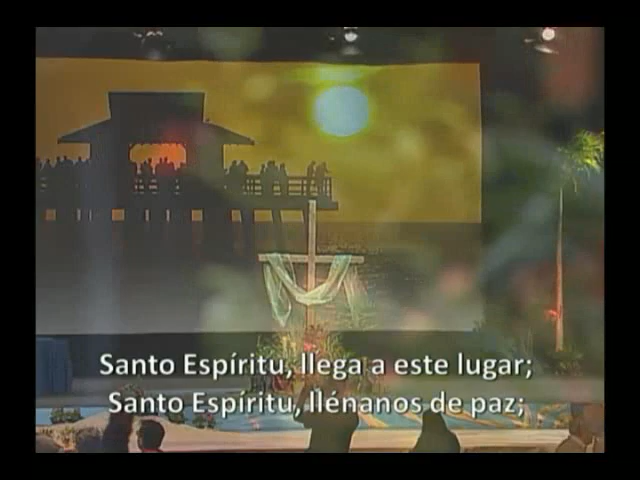 Santo Espíritu, llega a este lugar;
Santo Espíritu, llénanos de paz;